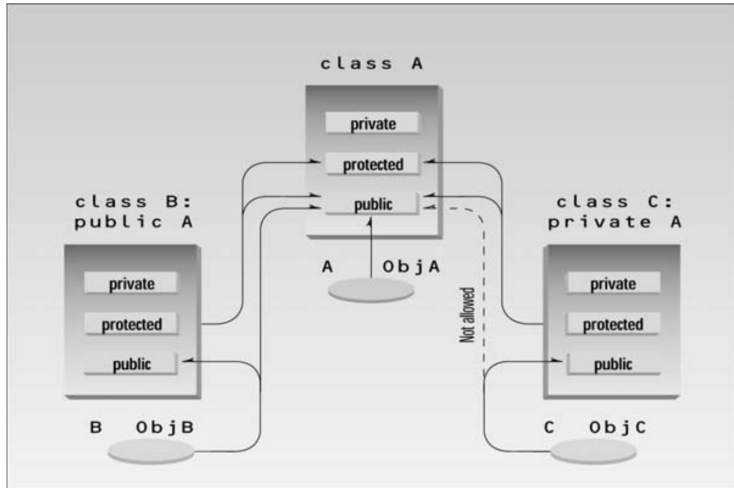 class A
private
protected
public
A ObjA
class B:
public A
private
protected
public
B ObjB
Not allowed
class C:
private A
private
protected
public
C ObjC